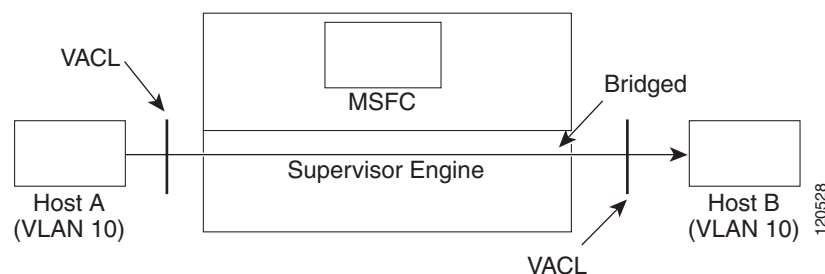 VACL
MSFC
Bridged
Supervisor Engine
Host A
(VLAN 10)
Host B
(VLAN 10)
VACL
120528